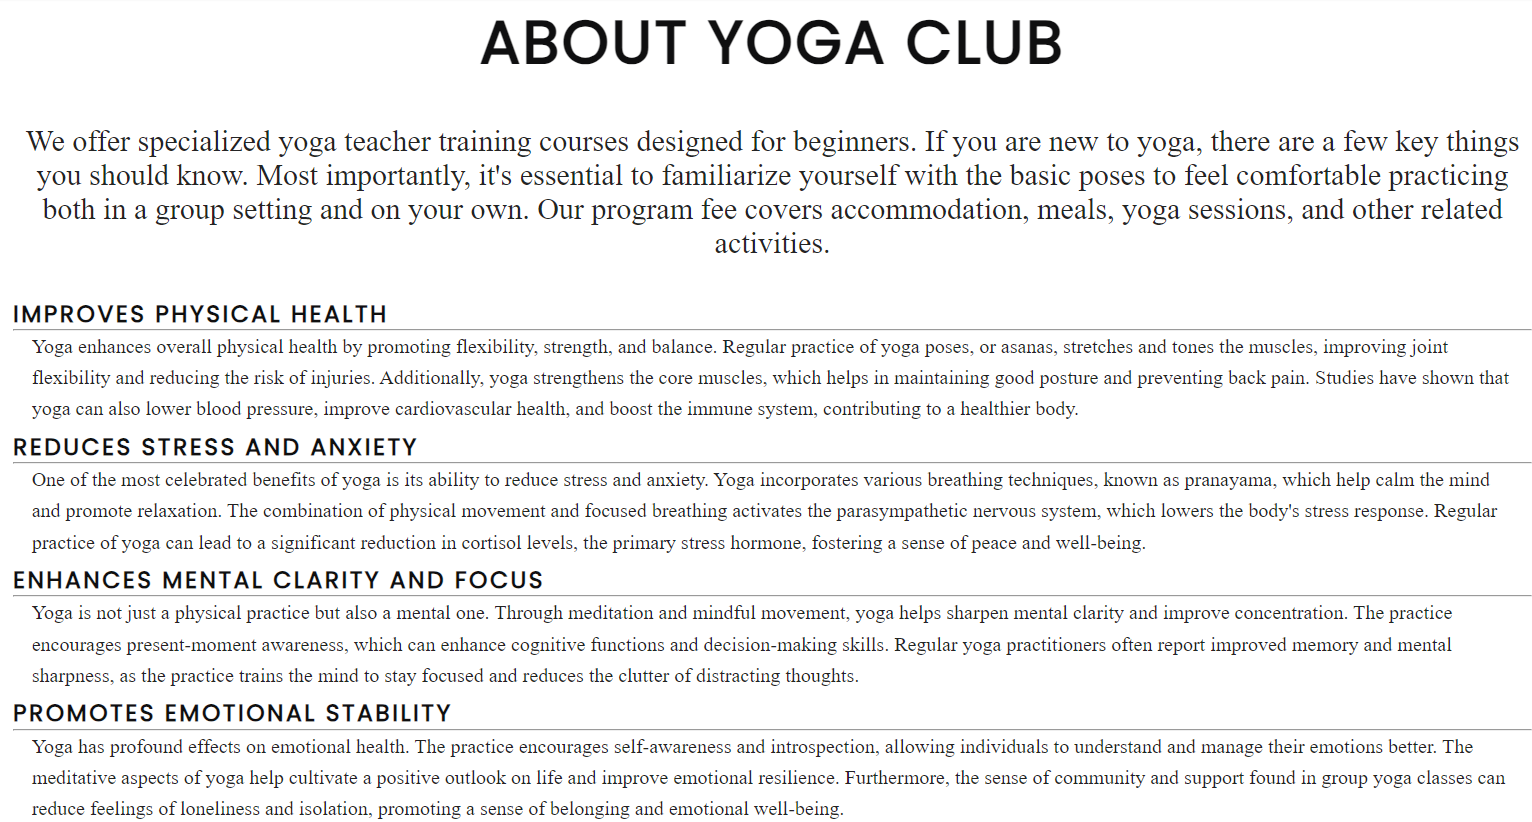 ABOUT YOGA CLUB
We offer specialized yoga teacher training courses designed for beginners. If you are new to yoga, there are a few key things
you should know. Most importantly, it's essential to familiarize yourself with the basic poses to feel comfortable practicing
both in a group setting and on your own. Our program fee covers accommodation, meals, yoga sessions, and other related
activities.
IMPROVES PHYSICAL HEALTH
Yoga enhances overall physical health by promoting flexibility, strength, and balance. Regular practice of yoga poses, or asanas, stretches and tones the muscles, improving joint
flexibility and reducing the risk of injuries. Additionally, yoga strengthens the core muscles, which helps in maintaining good posture and preventing back pain. Studies have shown that
yoga can also lower blood pressure, improve cardiovascular health, and boost the immune system, contributing to a healthier body.
REDUCES STRESS AND ANXIETY
One of the most celebrated benefits of yoga is its ability to reduce stress and anxiety. Yoga incorporates various breathing techniques, known as pranayama, which help calm the mind
and promote relaxation. The combination of physical movement and focused breathing activates the parasympathetic nervous system, which lowers the body's stress response. Regular
practice of yoga can lead to a significant reduction in cortisol levels, the primary stress hormone, fostering a sense of peace and well-being.
ENHANCES MENTAL CLARITY AND FOCUS
Yoga is not just a physical practice but also a mental one. Through meditation and mindful movement, yoga helps sharpen mental clarity and improve concentration. The practice
encourages present-moment awareness, which can enhance cognitive functions and decision-making skills. Regular yoga practitioners often report improved memory and mental
sharpness, as the practice trains the mind to stay focused and reduces the clutter of distracting thoughts.
PROMOTES EMOTIONAL STABILITY
Yoga has profound effects on emotional health. The practice encourages self-awareness and introspection, allowing individuals to understand and manage their emotions better. The
meditative aspects of yoga help cultivate a positive outlook on life and improve emotional resilience. Furthermore, the sense of community and support found in group yoga classes can
reduce feelings of loneliness and isolation, promoting a sense of belonging and emotional well-being.